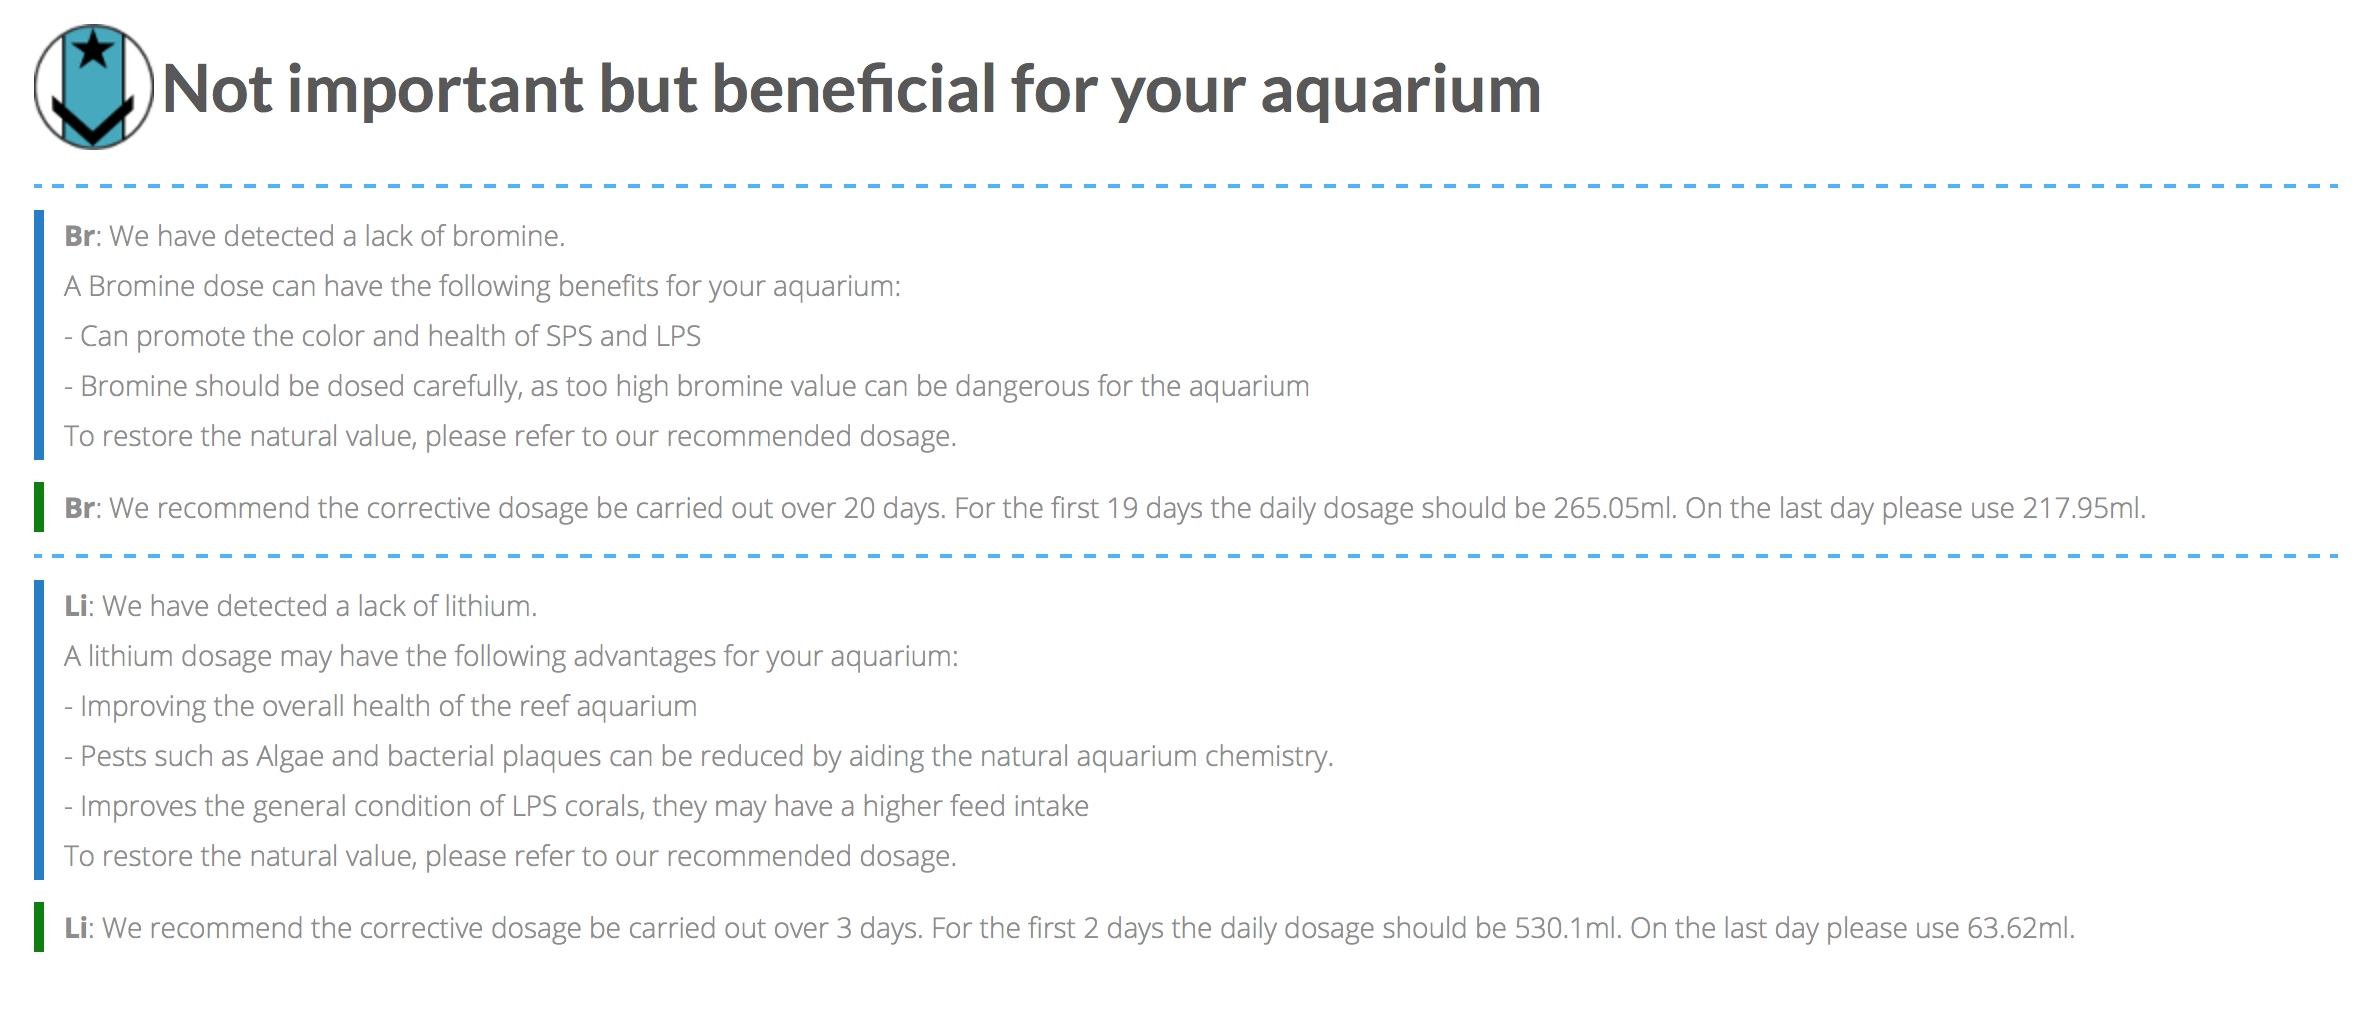 Not important but beneficial for your aquarium
Br: We have detected a lack of bromine.
A Bromine dose can have the following benefits for your aquarium:
- Can promote the color and health of SPS and LPS
- Bromine should be dosed carefully, as too high bromine value can be dangerous for the aquarium
To restore the natural value, please refer to our recommended dosage.
Br: We recommend the corrective dosage be carried out over 20 days. For the first 19 days the daily dosage should be 265.05ml. On the last day please use 217.95ml.
Li: We have detected a lack of lithium.
A lithium dosage may have the following advantages for your aquarium:
- Improving the overall health of the reef aquarium
- Pests such as Algae and bacterial plaques can be reduced by aiding the natural aquarium chemistry.
- Improves the general condition of LPS corals, they may have a higher feed intake
To restore the natural value, please refer to our recommended dosage.
Li: We recommend the corrective dosage be carried out over 3 days. For the first 2 days the daily dosage should be 530.1ml. On the last day please use 63.62ml.